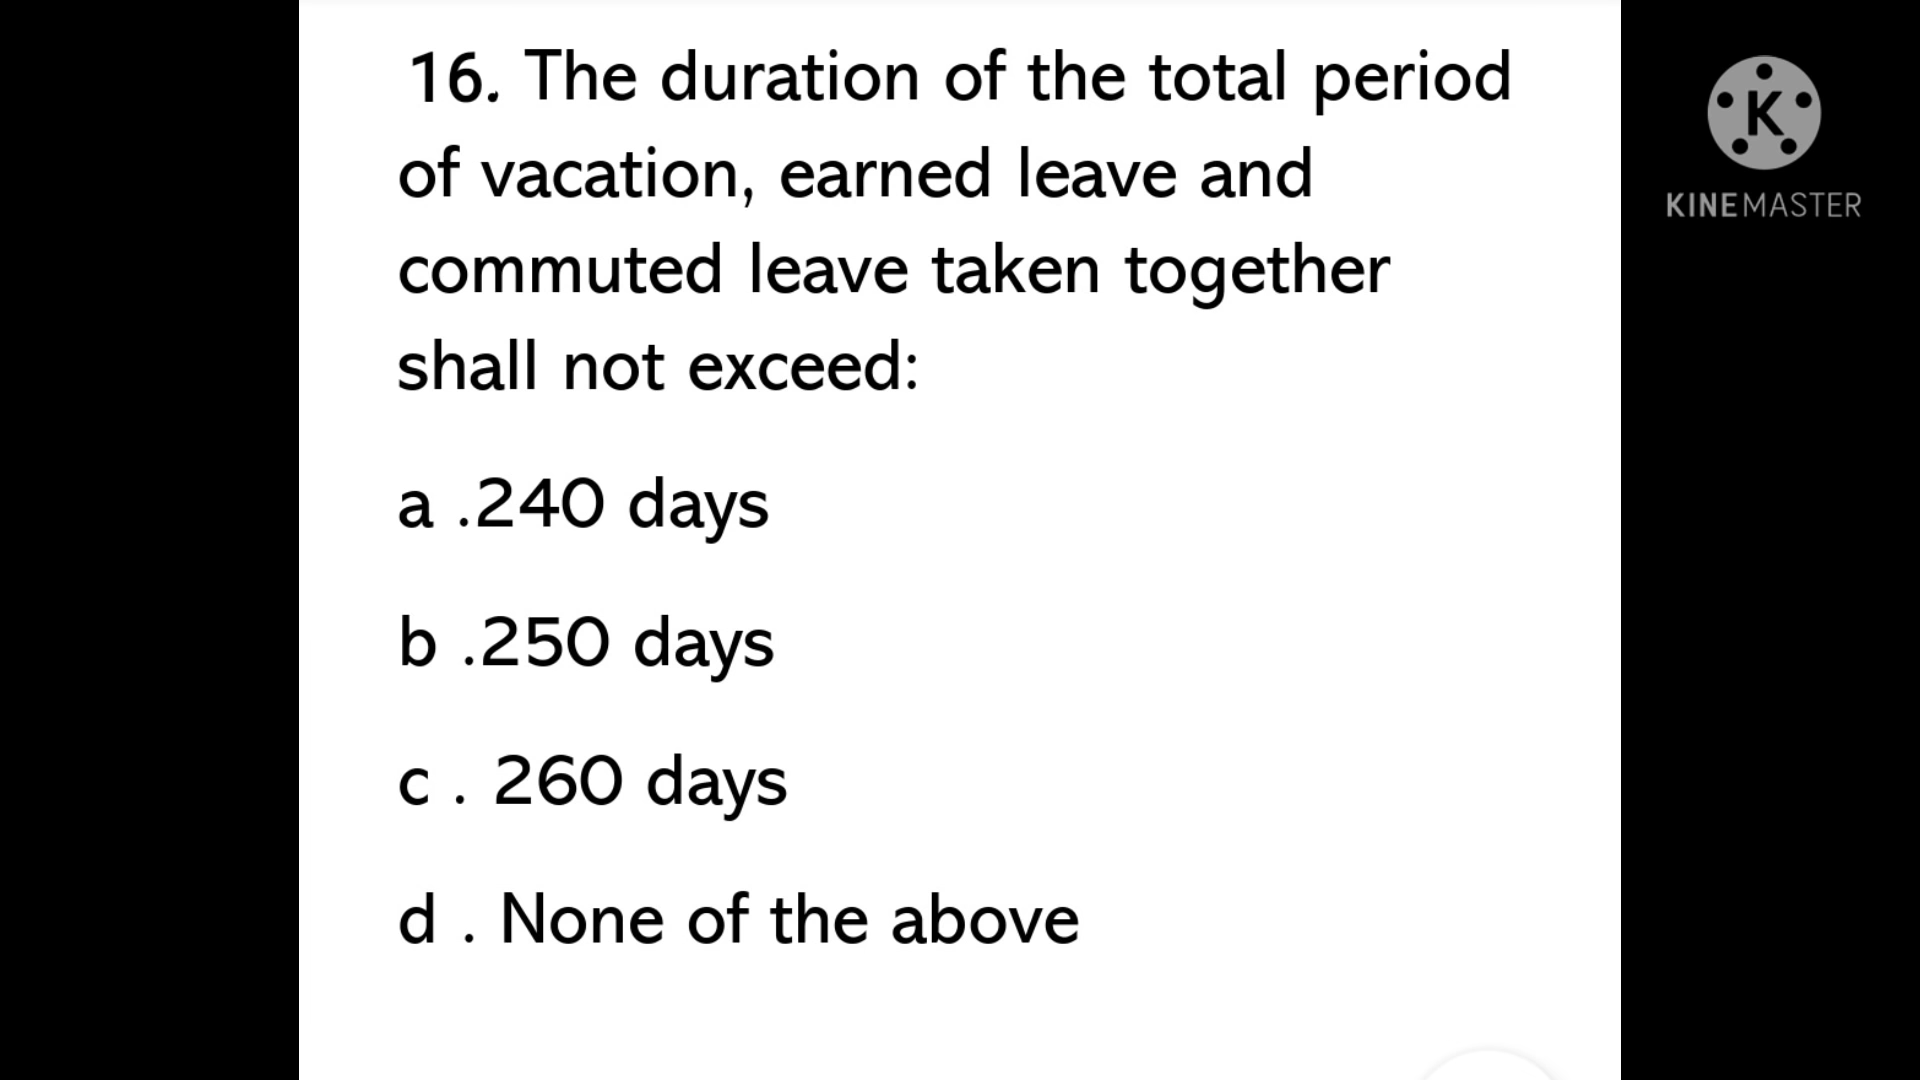 16. The duration of the total period
of vacation, earned leave and
commuted leave taken together
shall not exceed:
a .240 days
b .250 days
c . 260 days
d . None of the above
K
KINEMASTER